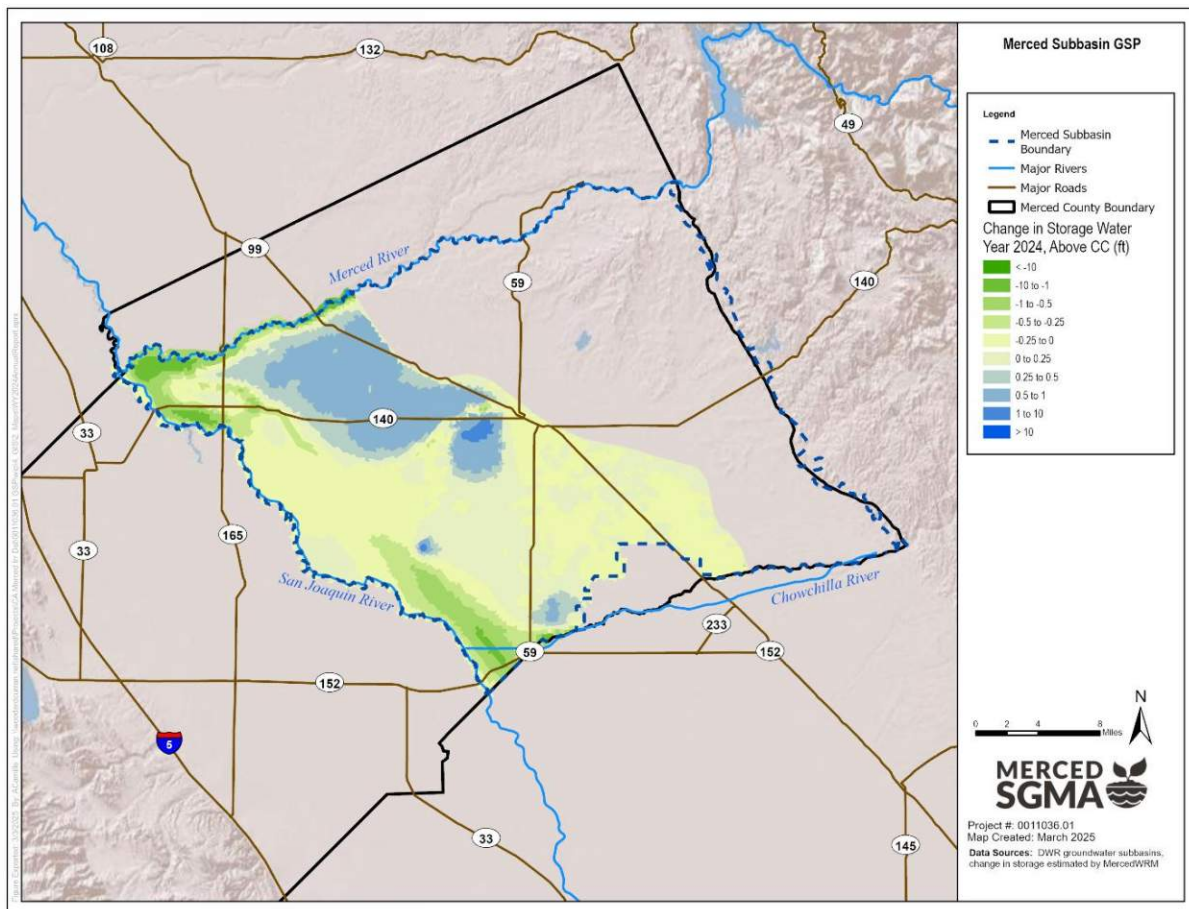 Merced Subbasin GSP
Legend
Merced Subbasin
Boundary
Major Rivers
Major Roads
Merced County Boundary
Change in Storage Water
Year 2024, Above CC (ft)
< -10
-10 to -1
-1 to -0.5
-0.5 to -0.25
-0.25 to 0
0 to 0.25
0.25 to 0.5
0.5 to 1
1 to 10
> 10
108
132
49
99
Merced River
59
140
140
33
165
33
San Joaquin River
Chowchilla River
233
59
152
152
5
33
145
N
0 2 4 8
Miles
MERCED
SGMA
Project #: 0011036.01
Map Created: March 2025
Data Sources: DWR groundwater subbasins,
change in storage estimated by MercedWRM